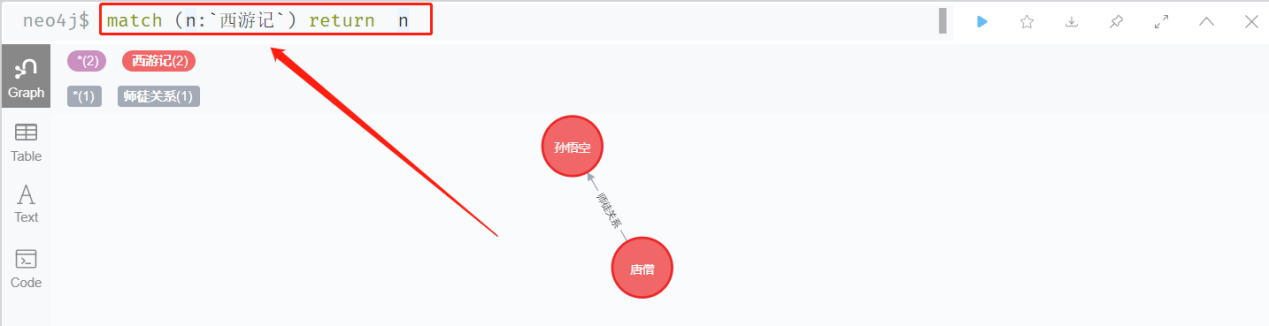 neo4j$ match (n:`西游记`) return  n
*(2) 西游记(2)
Graph
*(1) 师徒关系(1)
Table
Text
Code
孙悟空
师徒关系
唐僧